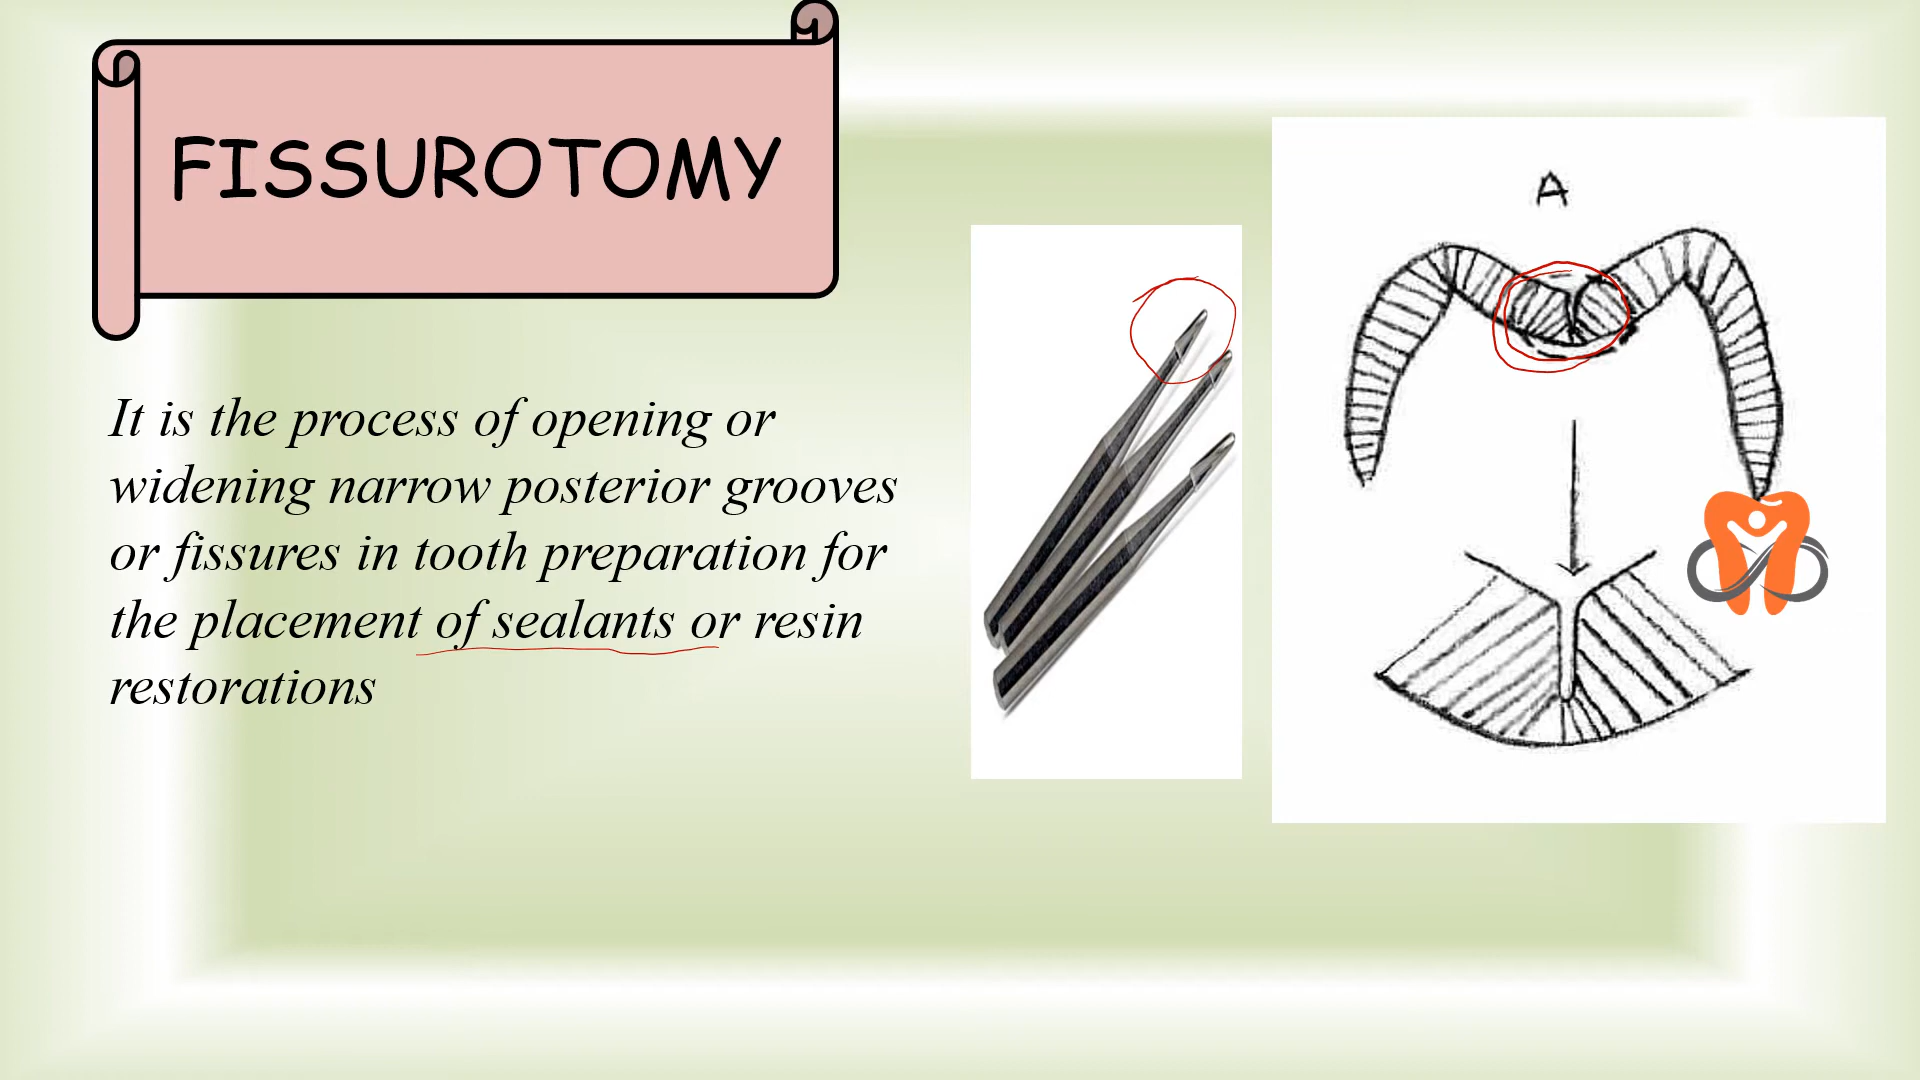 FISSUROTOMY
It is the process of opening or
widening narrow posterior grooves
or fissures in tooth preparation for
the placement of sealants or resin
restorations
A